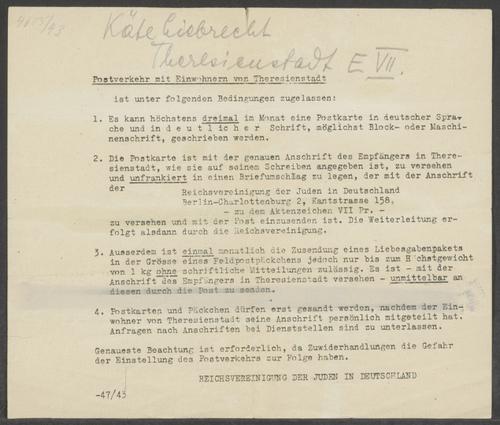 Käte Lisbrecht
Theresienstadt E VII.
Postverkehr mit Einwohnern von Theresienstadt
ist unter folgenden Bedingungen zugelassen:
1. Es kann höchstens dreimal im Monat eine Postkarte in deutscher Spra-
che und in d e u t l i c h e r Schrift, möglichst Block- oder Maschi-
nenschrift, geschrieben werden.
2. Die Postkarte ist mit der genauen Anschrift des Empfängers in There-
sienstadt, wie sie auf seinem Schreiben angegeben ist, zu versehen
und unfrankiert in einen Briefumschlag zu legen, der mit der Anschrift
der
Reichsvereinigung der Juden in Deutschland
Berlin-Charlottenburg 2, Kantstrasse 158,
- zu dem Aktenzeichen VII Pr. -
zu versehen und mit der Post einzusenden ist. Die Weiterleitung er-
folgt alsdann durch die Reichsvereinigung.
3. Ausserdem ist einmal monatlich die Zusendung eines Liebesgabenpakets
in der Grösse eines Feldpostpäckchens jedoch nur bis zum Höchstgewicht
von 1 kg ohne schriftliche Mitteilungen zulässig. Es ist - mit der
Anschrift des Empfängers in Theresienstadt versehen - unmittelbar an
diesen durch die Post zu senden.
4. Postkarten und Päckchen dürfen erst gesandt werden, nachdem der Ein-
wohner von Theresienstadt seine Anschrift persönlich mitgeteilt hat.
Anfragen nach Anschriften bei Dienststellen sind zu unterlassen.
Genaueste Beachtung ist erforderlich, da Zuwiderhandlungen die Gefahr
der Einstellung des Postverkehrs zur Folge haben.
REICHSVEREINIGUNG DER JUDEN IN DEUTSCHLAND
-47/43